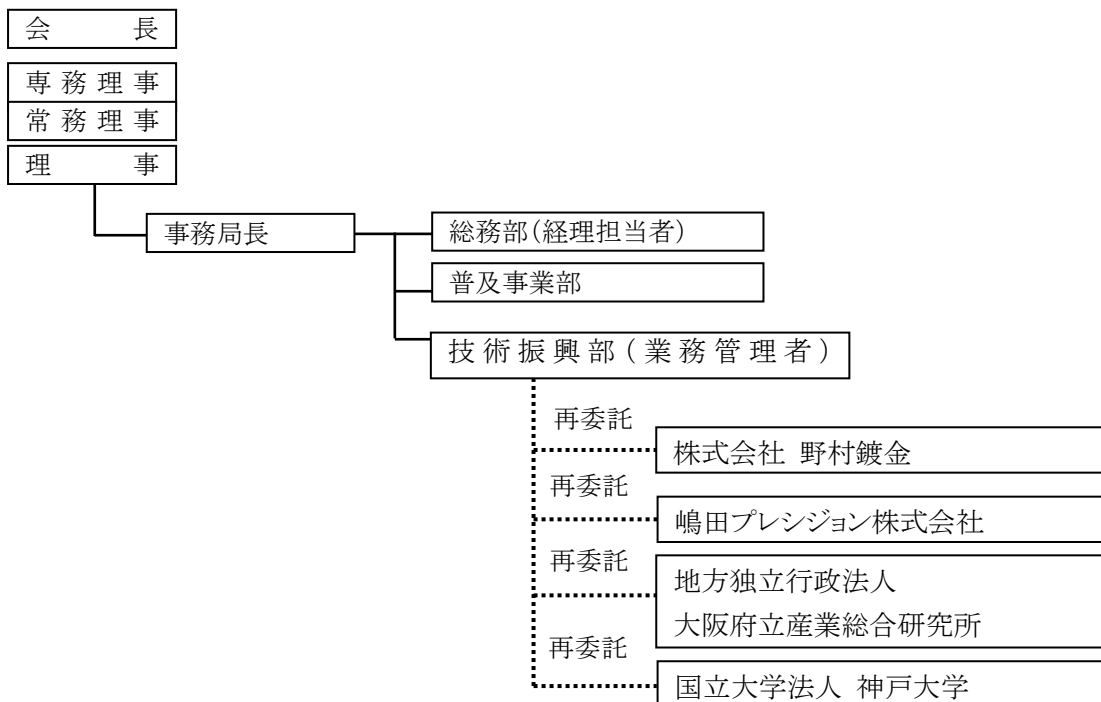 会 長
専 務 理 事
常 務 理 事
理 事
事務局長
総務部(経理担当者)
普及事業部
技 術 振 興 部 ( 業 務 管 理 者 )
再委託
株式会社 野村鍍金
再委託
嶋田プレシジョン株式会社
再委託
地方独立行政法人
大阪府立産業総合研究所
再委託
国立大学法人 神戸大学